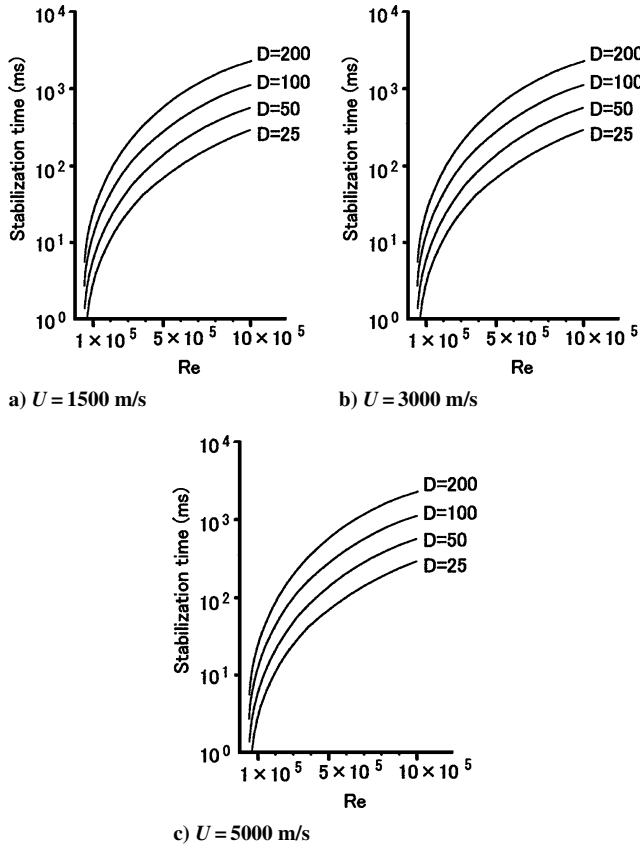 10⁴
10³
10²
10¹
10⁰
Stabilization time (ms)
D=200
D=100
D=50
D=25
1×10⁵
5×10⁵
10×10⁵
Re
a) U = 1500 m/s
10⁴
10³
10²
10¹
10⁰
Stabilization time (ms)
D=200
D=100
D=50
D=25
1×10⁵
5×10⁵
10×10⁵
Re
b) U = 3000 m/s
10⁴
10³
10²
10¹
10⁰
Stabilization time (ms)
D=200
D=100
D=50
D=25
1×10⁵
5×10⁵
10×10⁵
Re
c) U = 5000 m/s